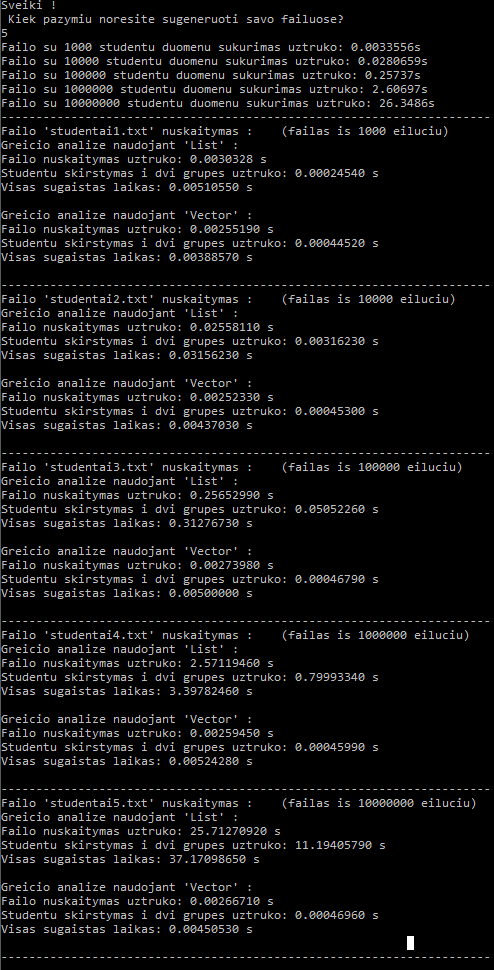 Sveiki !
Kiek pazymiu noresite sugeneruoti savo failuose?
5
Failo su 1000 studentu duomenu sukurimas uztruko: 0.0033556s
Failo su 10000 studentu duomenu sukurimas uztruko: 0.0280659s
Failo su 100000 studentu duomenu sukurimas uztruko: 0.25737s
Failo su 1000000 studentu duomenu sukurimas uztruko: 2.60697s
Failo su 10000000 studentu duomenu sukurimas uztruko: 26.3486s
----------------------------------------------------------------------
Failo 'studentai1.txt' nuskaitymas :    (failas is 1000 eiluciu)
Greicio analize naudojant 'List' :
Failo nuskaitymas uztruko: 0.0030328 s
Studentu skirstymas i dvi grupes uztruko: 0.00024540 s
Visas sugaistas laikas: 0.00510550 s
Greicio analize naudojant 'Vector' :
Failo nuskaitymas uztruko: 0.00255190 s
Studentu skirstymas i dvi grupes uztruko: 0.00044520 s
Visas sugaistas laikas: 0.00388570 s
----------------------------------------------------------------------
Failo 'studentai2.txt' nuskaitymas :    (failas is 10000 eiluciu)
Greicio analize naudojant 'List' :
Failo nuskaitymas uztruko: 0.02558110 s
Studentu skirstymas i dvi grupes uztruko: 0.00316230 s
Visas sugaistas laikas: 0.03156230 s
Greicio analize naudojant 'Vector' :
Failo nuskaitymas uztruko: 0.00252330 s
Studentu skirstymas i dvi grupes uztruko: 0.00045300 s
Visas sugaistas laikas: 0.00437030 s
----------------------------------------------------------------------
Failo 'studentai3.txt' nuskaitymas :    (failas is 100000 eiluciu)
Greicio analize naudojant 'List' :
Failo nuskaitymas uztruko: 0.25652990 s
Studentu skirstymas i dvi grupes uztruko: 0.05052260 s
Visas sugaistas laikas: 0.31276730 s
Greicio analize naudojant 'Vector' :
Failo nuskaitymas uztruko: 0.00273980 s
Studentu skirstymas i dvi grupes uztruko: 0.00046790 s
Visas sugaistas laikas: 0.00500000 s
----------------------------------------------------------------------
Failo 'studentai4.txt' nuskaitymas :    (failas is 1000000 eiluciu)
Greicio analize naudojant 'List' :
Failo nuskaitymas uztruko: 2.57119460 s
Studentu skirstymas i dvi grupes uztruko: 0.79993340 s
Visas sugaistas laikas: 3.39782460 s
Greicio analize naudojant 'Vector' :
Failo nuskaitymas uztruko: 0.00259450 s
Studentu skirstymas i dvi grupes uztruko: 0.00045990 s
Visas sugaistas laikas: 0.00524280 s
----------------------------------------------------------------------
Failo 'studentai5.txt' nuskaitymas :    (failas is 10000000 eiluciu)
Greicio analize naudojant 'List' :
Failo nuskaitymas uztruko: 25.71270920 s
Studentu skirstymas i dvi grupes uztruko: 11.19405790 s
Visas sugaistas laikas: 37.17098650 s
Greicio analize naudojant 'Vector' :
Failo nuskaitymas uztruko: 0.00266710 s
Studentu skirstymas i dvi grupes uztruko: 0.00046960 s
Visas sugaistas laikas: 0.00450530 s
----------------------------------------------------------------------